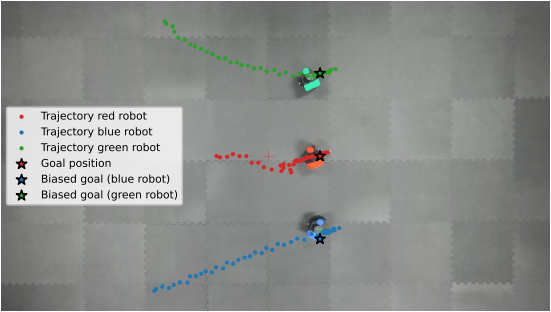 Trajectory red robot
Trajectory blue robot
Trajectory green robot
Goal position
Biased goal (blue robot)
Biased goal (green robot)